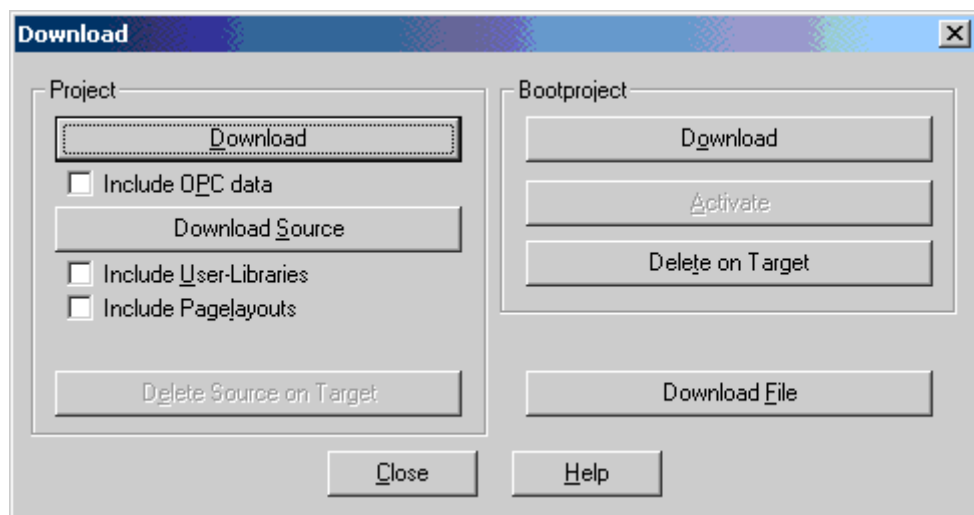 Download
Project
Download
Include OPC data
Download Source
Include User-Libraries
Include Pagelayouts
Delete Source on Target
Bootproject
Download
Activate
Delete on Target
Download File
Close
Help